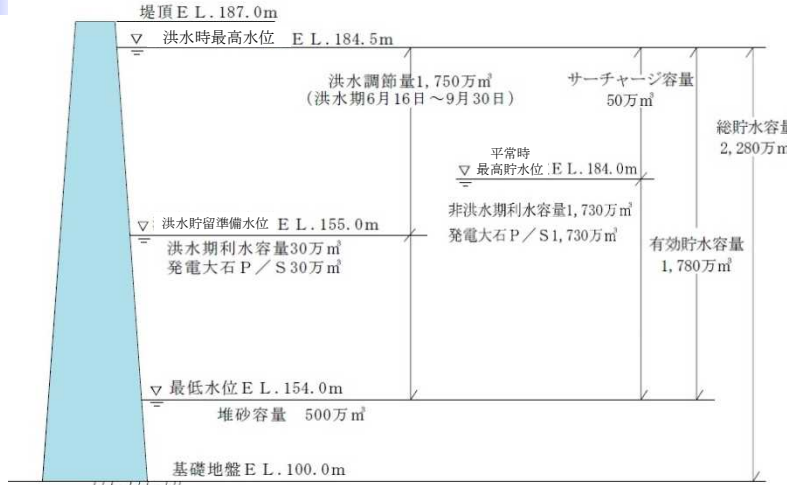 堤頂ＥＬ.187.0m
洪水時最高水位 ＥＬ.184.5m
洪水調節量1,750万㎥
（洪水期6月16日～9月30日）
サーチャージ容量
50万㎥
総貯水容量
2,280万㎥
平常時
最高貯水位 ＥＬ.184.0m
非洪水期利水容量1,730万㎥
発電大石Ｐ／Ｓ1,730万㎥
洪水貯留準備水位 ＥＬ.155.0m
洪水期利水容量30万㎥
発電大石Ｐ／Ｓ30万㎥
有効貯水容量
1,780万㎥
最低水位ＥＬ.154.0m
堆砂容量 500万㎥
基礎地盤ＥＬ.100.0m